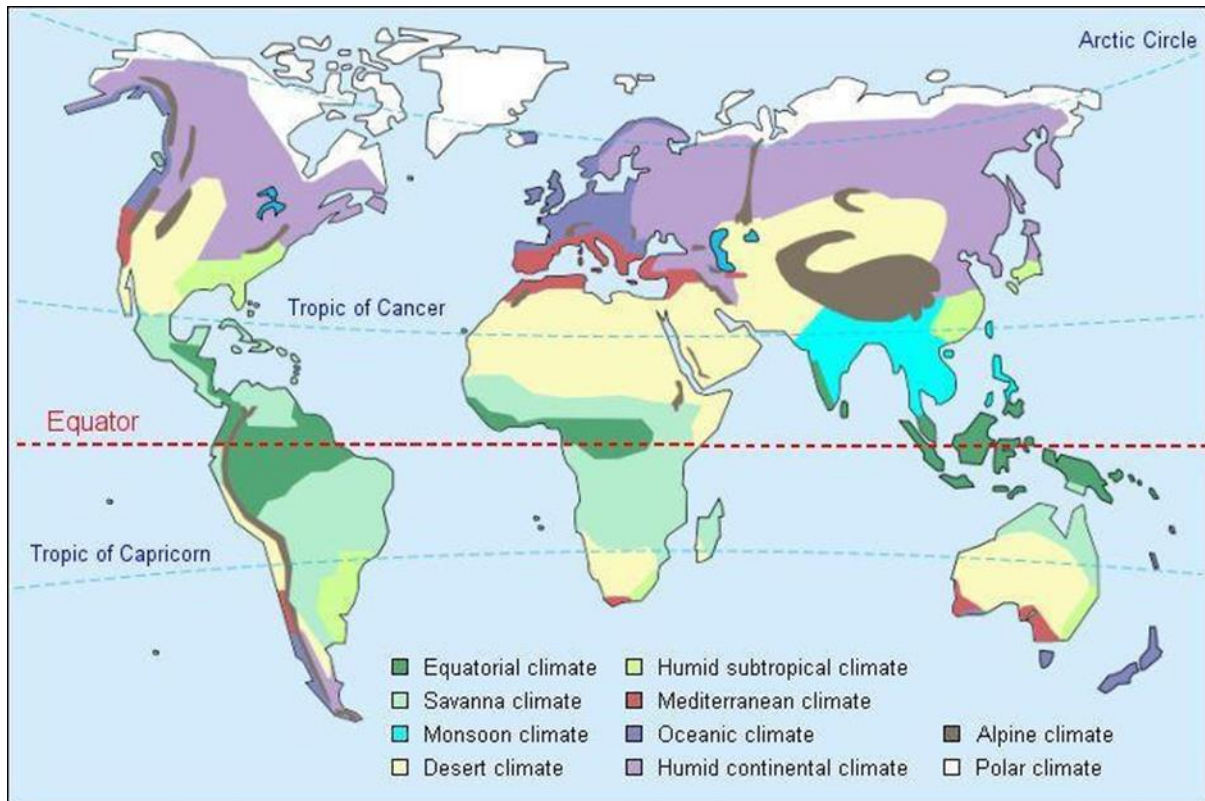 Arctic Circle
Tropic of Cancer
Equator
Tropic of Capricorn
Equatorial climate
Savanna climate
Monsoon climate
Desert climate
Humid subtropical climate
Mediterranean climate
Oceanic climate
Humid continental climate
Alpine climate
Polar climate